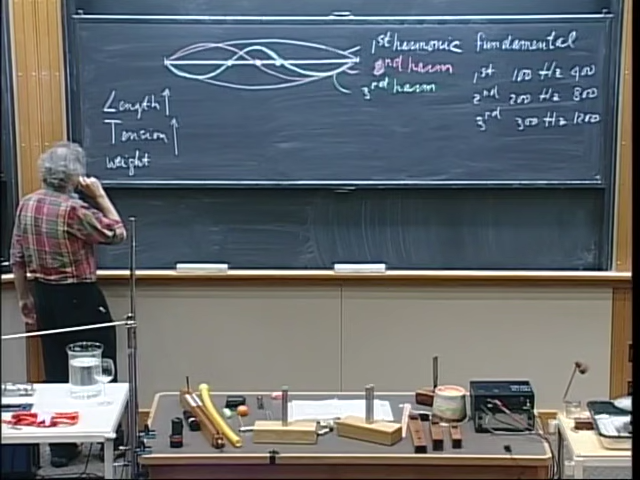 1st harmonic fundamental
2nd harm
3rd harm
1st 100 Hz 400
2nd 200 Hz 800
3rd 300 Hz 1200
Length ↑
Tension ↑
weight